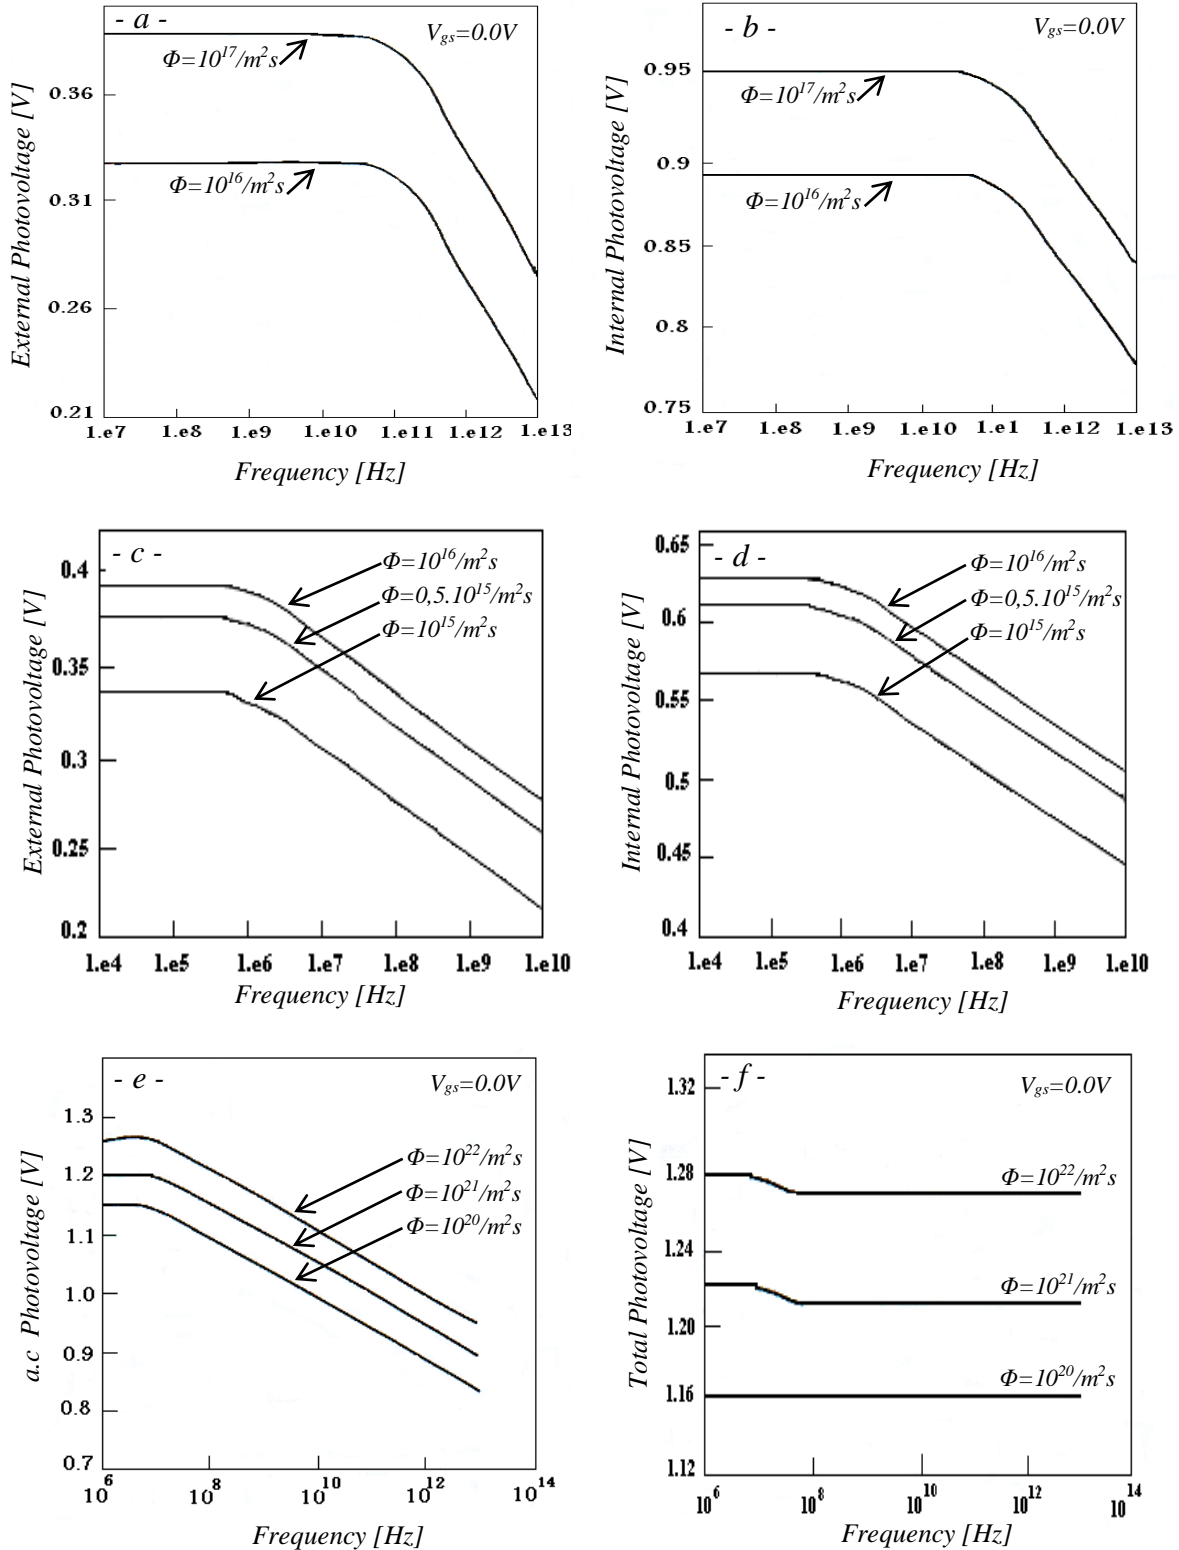 - a -
V_gs=0.0V
Φ=10^17/m^2s
Φ=10^16/m^2s
External Photovoltage [V]
0.36
0.31
0.26
0.21
1.e7 1.e8 1.e9 1.e10 1.e11 1.e12 1.e13
Frequency [Hz]
- b -
V_gs=0.0V
Φ=10^17/m^2s
Φ=10^16/m^2s
Internal Photovoltage [V]
0.95
0.9
0.85
0.8
0.75
1.e7 1.e8 1.e9 1.e10 1.e1 1.e12 1.e13
Frequency [Hz]
- c -
Φ=10^16/m^2s
Φ=0,5.10^15/m^2s
Φ=10^15/m^2s
External Photovoltage [V]
0.4
0.35
0.3
0.25
0.2
1.e4 1.e5 1.e6 1.e7 1.e8 1.e9 1.e10
Frequency [Hz]
- d -
Φ=10^16/m^2s
Φ=0,5.10^15/m^2s
Φ=10^15/m^2s
Internal Photovoltage [V]
0.65
0.6
0.55
0.5
0.45
0.4
1.e4 1.e5 1.e6 1.e7 1.e8 1.e9 1.e10
Frequency [Hz]
- e -
V_gs=0.0V
Φ=10^22/m^2s
Φ=10^21/m^2s
Φ=10^20/m^2s
a.c Photovoltage [V]
1.3
1.2
1.1
1.0
0.9
0.8
0.7
10^6 10^8 10^10 10^12 10^14
Frequency [Hz]
- f -
V_gs=0.0V
Φ=10^22/m^2s
Φ=10^21/m^2s
Φ=10^20/m^2s
Total Photovoltage [V]
1.32
1.28
1.24
1.20
1.16
1.12
10^6 10^8 10^10 10^12 10^14
Frequency [Hz]